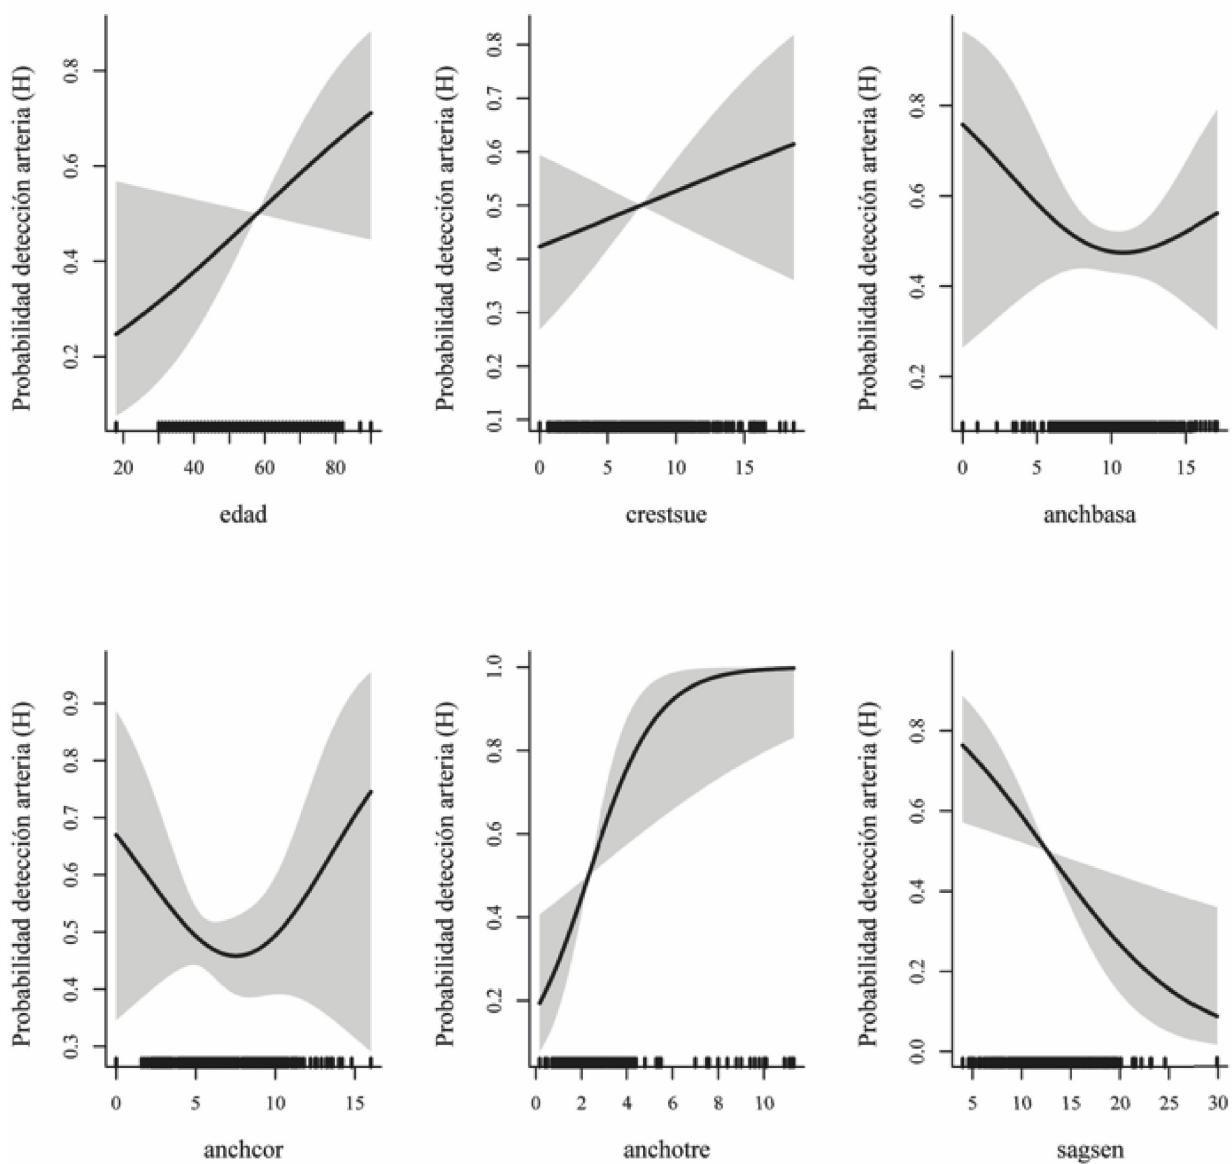 Probabilidad detección arteria (H)
0.2 0.4 0.6 0.8
20 40 60 80
edad
Probabilidad detección arteria (H)
0.1 0.2 0.3 0.4 0.5 0.6 0.7 0.8
0 5 10 15
crestsue
Probabilidad detección arteria (H)
0.2 0.4 0.6 0.8
0 5 10 15
anchbasa
Probabilidad detección arteria (H)
0.3 0.4 0.5 0.6 0.7 0.8 0.9
0 5 10 15
anchcor
Probabilidad detección arteria (H)
0.2 0.4 0.6 0.8 1.0
0 2 4 6 8 10
anchotre
Probabilidad detección arteria (H)
0.0 0.2 0.4 0.6 0.8
5 10 15 20 25 30
sagsen